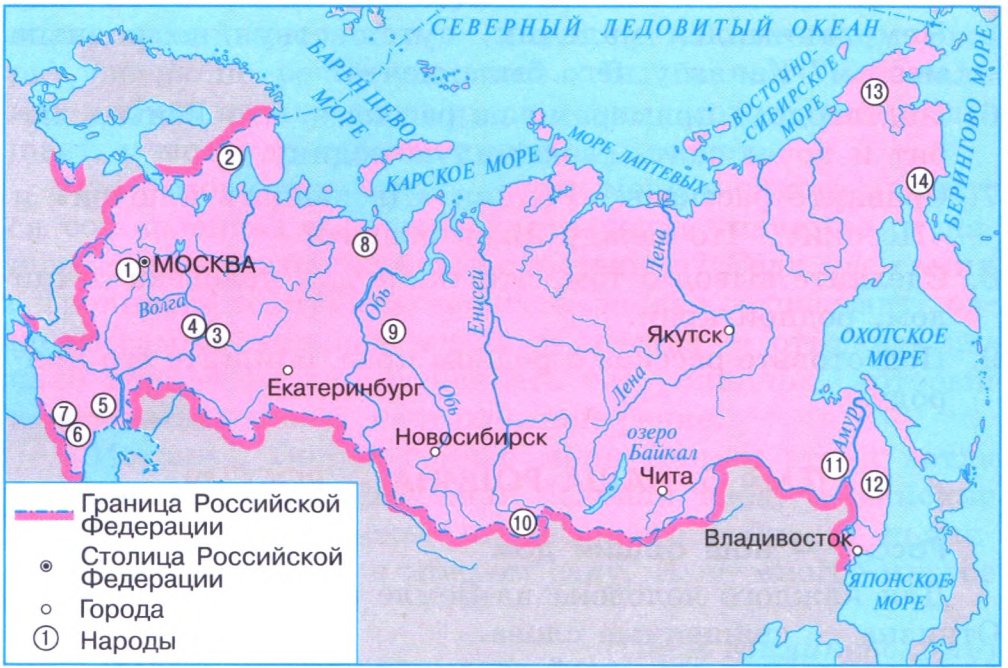 СЕВЕРНЫЙ ЛЕДОВИТЫЙ ОКЕАН
БАРЕНЦЕВО
МОРЕ
КАРСКОЕ МОРЕ
МОРЕ ЛАПТЕВЫХ
ВОСТОЧНО-
СИБИРСКОЕ
МОРЕ
БЕРИНГОВО МОРЕ
13
2
14
8
1
МОСКВА
Волга
4
3
Обь
9
Енисей
Лена
Якутск
ОХОТСКОЕ
МОРЕ
Екатеринбург
Обь
Лена
5
7
6
Новосибирск
озеро
Байкал
Чита
Амур
11
12
10
Владивосток
ЯПОНСКОЕ
МОРЕ
Граница Российской
Федерации
Столица Российской
Федерации
Города
1 Народы